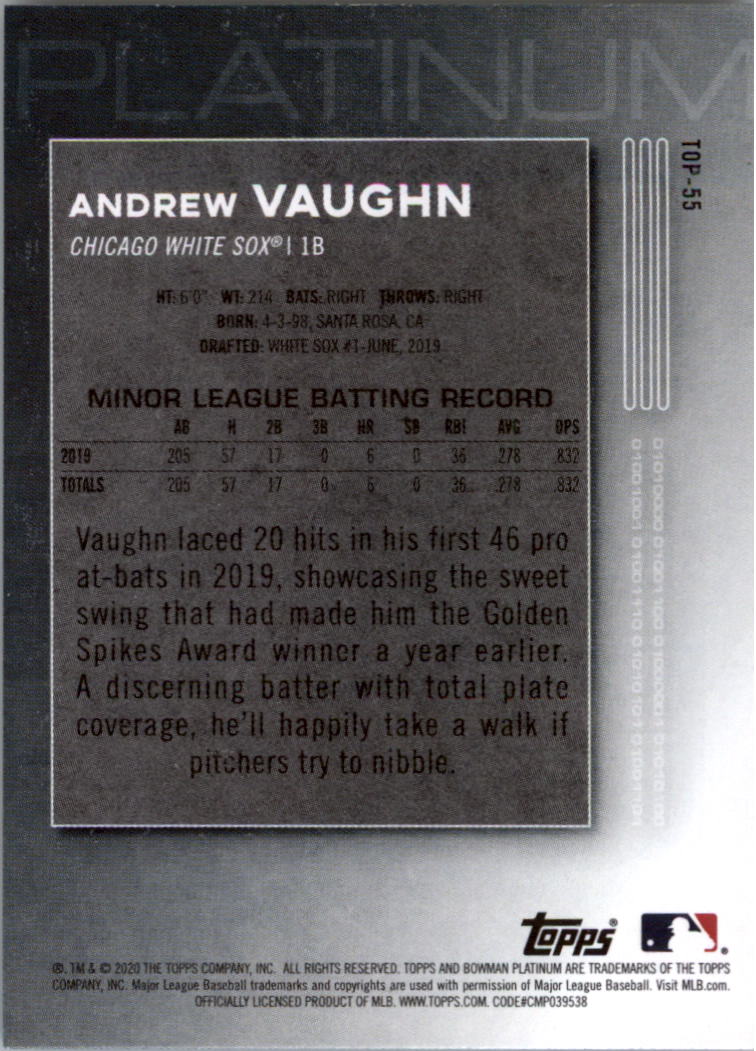 PLATINUM
TOP-55
ANDREW VAUGHN
CHICAGO WHITE SOX® | 1B
HT: 6'0" WT: 214 BATS: RIGHT THROWS: RIGHT
BORN: 4-3-98, SANTA ROSA, CA
DRAFTED: WHITE SOX #1-JUNE, 2019
MINOR LEAGUE BATTING RECORD
AB H 2B 3B HR SB RBI AVG OPS
2019 205 57 17 0 6 0 36 .278 .832
TOTALS 205 57 17 0 6 0 36 .278 .832
Vaughn laced 20 hits in his first 46 pro
at-bats in 2019, showcasing the sweet
swing that had made him the Golden
Spikes Award winner a year earlier.
A discerning batter with total plate
coverage, he'll happily take a walk if
pitchers try to nibble.
Topps®
®, TM & © 2020 THE TOPPS COMPANY, INC. ALL RIGHTS RESERVED. TOPPS AND BOWMAN PLATINUM ARE TRADEMARKS OF THE TOPPS
COMPANY, INC. Major League Baseball trademarks and copyrights are used with permission of Major League Baseball. Visit MLB.com.
OFFICIALLY LICENSED PRODUCT OF MLB. WWW.TOPPS.COM. CODE#CMP039538